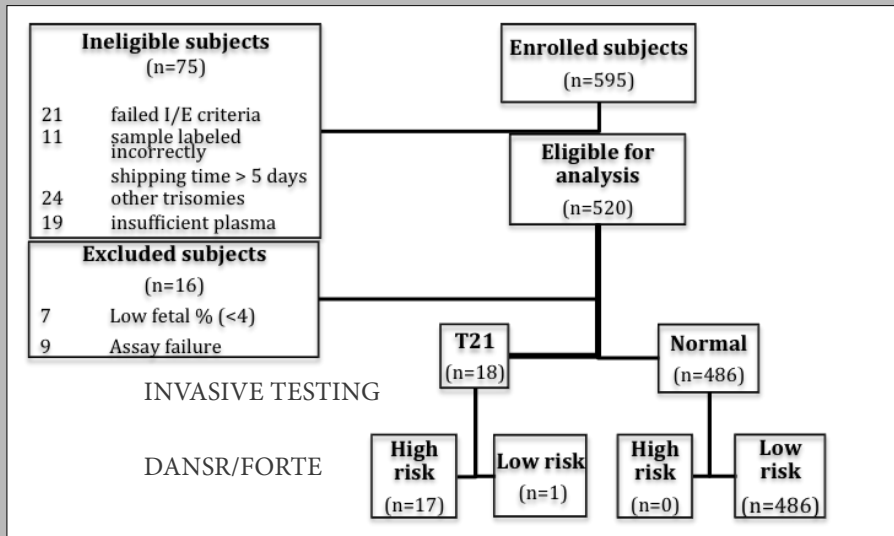 Ineligible subjects
(n=75)
21 failed I/E criteria
11 sample labeled
incorrectly
shipping time > 5 days
24 other trisomies
19 insufficient plasma
Enrolled subjects
(n=595)
Eligible for
analysis
(n=520)
Excluded subjects
(n=16)
7 Low fetal % (<4)
9 Assay failure
T21
(n=18)
Normal
(n=486)
INVASIVE TESTING
DANSR/FORTE
High
risk
(n=17)
Low risk
(n=1)
High
risk
(n=0)
Low
risk
(n=486)